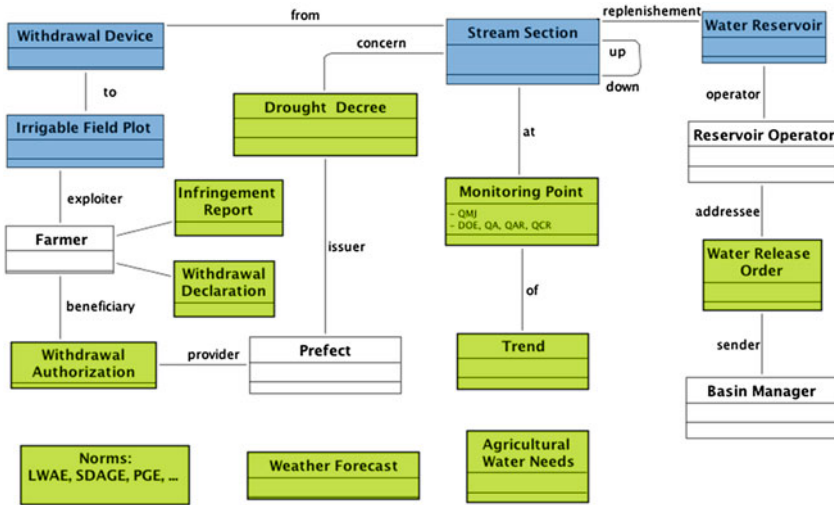 from
replenishement
Withdrawal Device
Stream Section
Water Reservoir
concern
up
down
to
operator
Drought Decree
Irrigable Field Plot
at
Reservoir Operator
exploiter
Infringement
Report
Monitoring Point
- QMJ
- DOE, QA, QAR, QCR
addressee
Farmer
issuer
Withdrawal
Declaration
Water Release
Order
beneficiary
of
Withdrawal
Authorization
provider
Prefect
Trend
sender
Basin Manager
Norms:
LWAE, SDAGE, PGE, ...
Weather Forecast
Agricultural
Water Needs